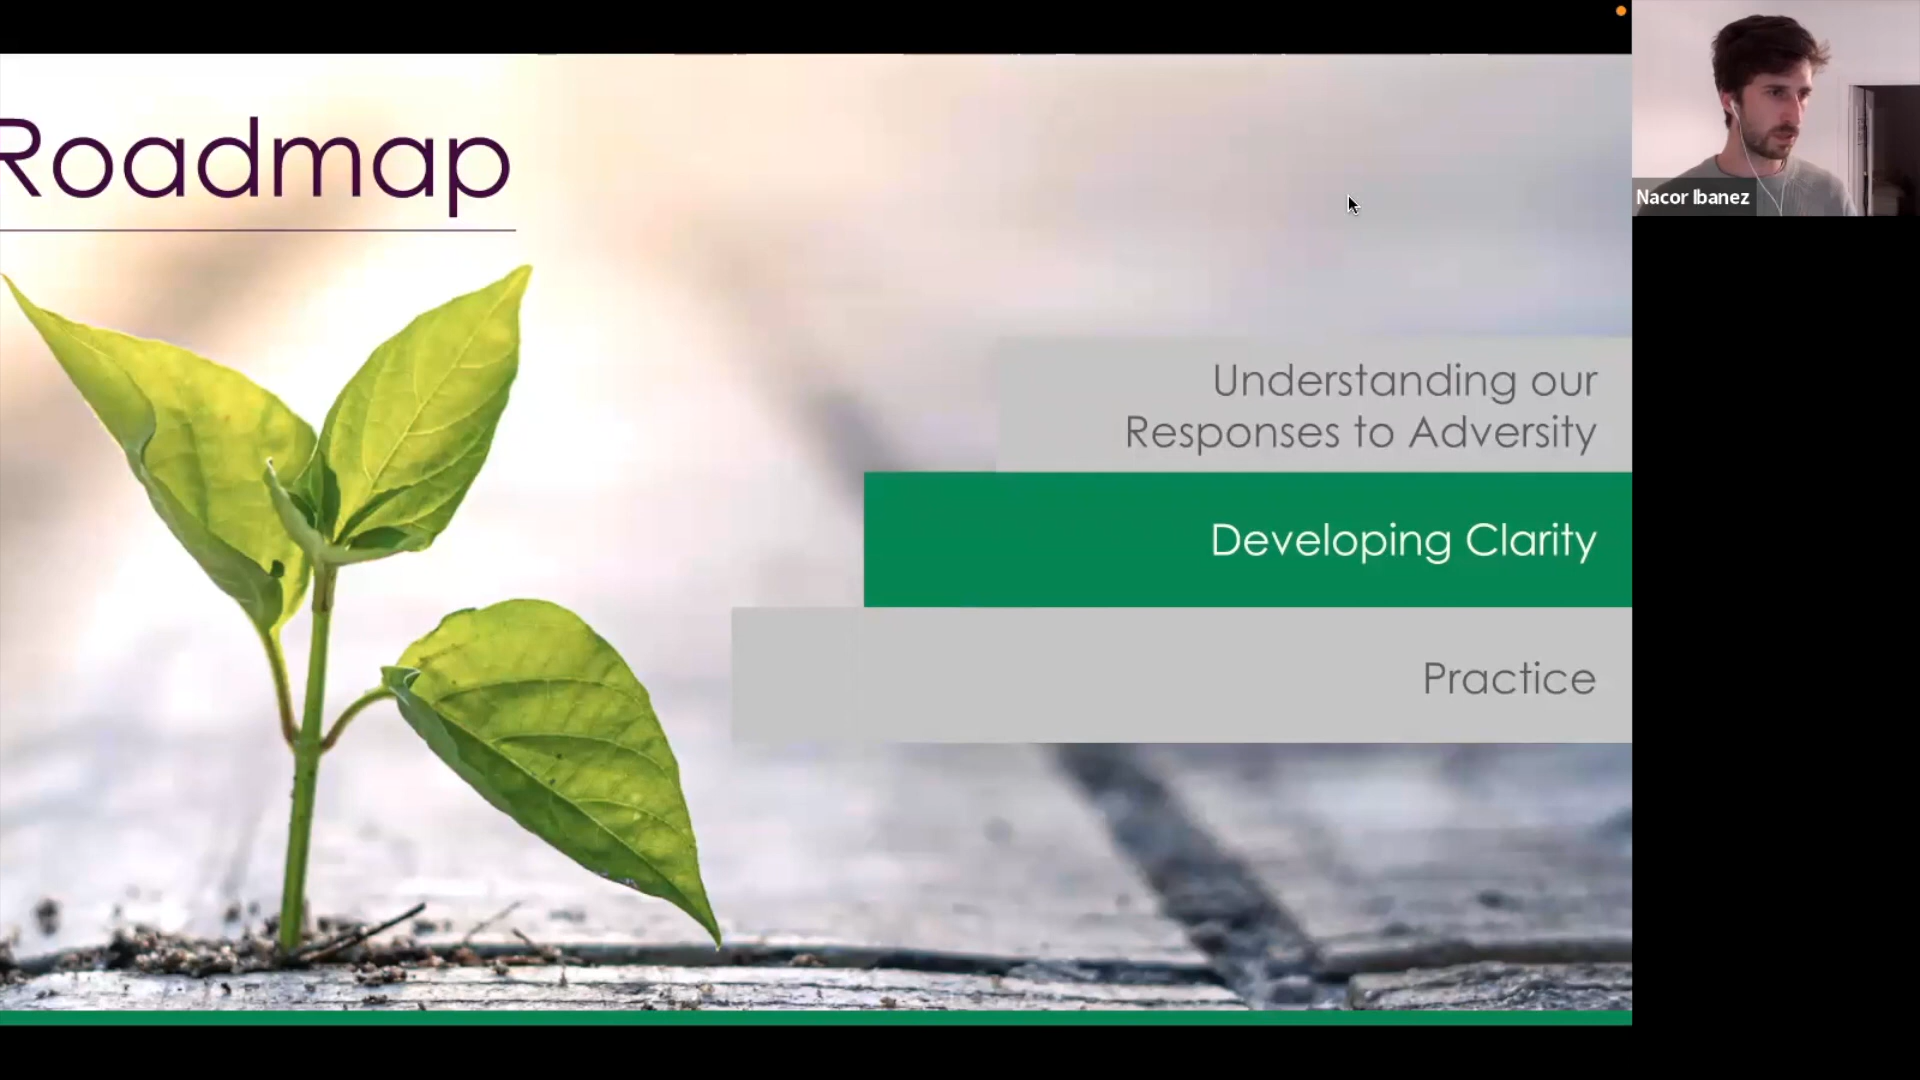 Roadmap
Understanding our
Responses to Adversity
Developing Clarity
Practice
Nacor Ibanez